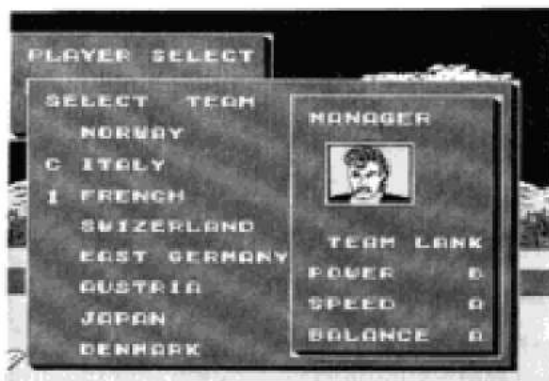 PLAYER SELECT
SELECT TEAM
NORWAY
C ITALY
1 FRENCH
SWIZERLAND
EAST GERMANY
AUSTRIA
JAPAN
DENMARK
MANAGER
TEAM LANK
POWER B
SPEED A
BALANCE A